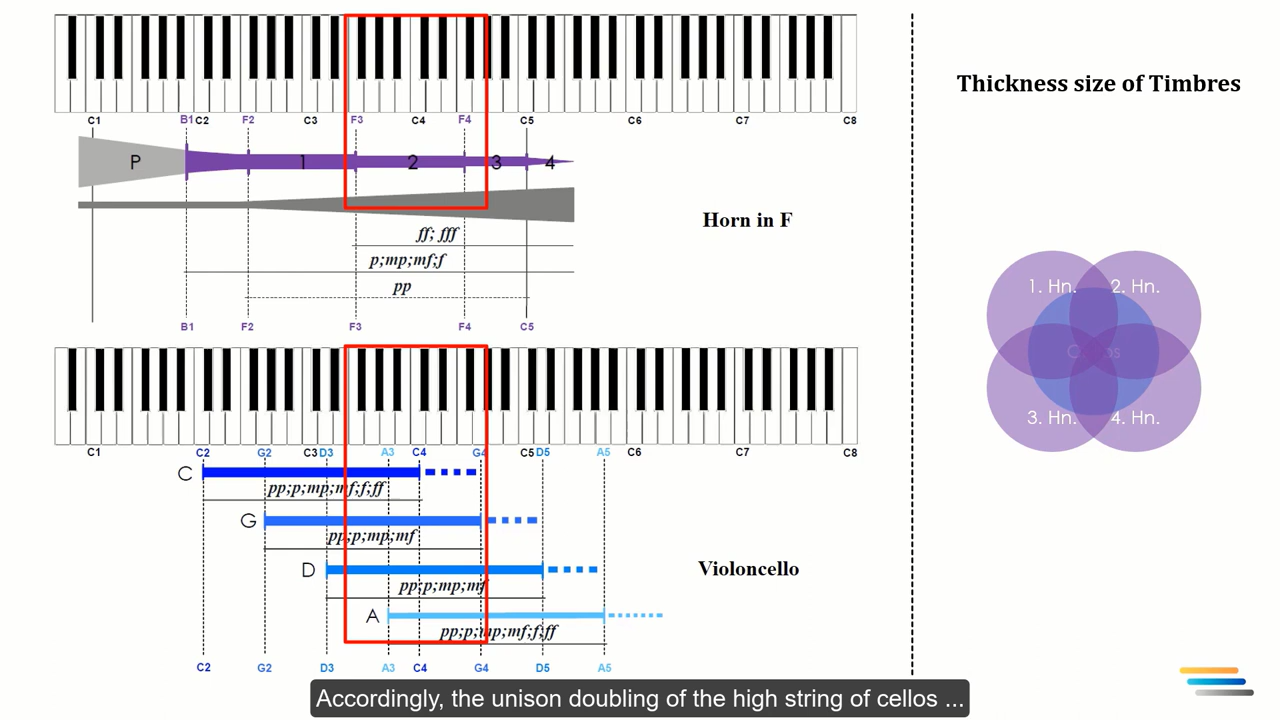 Thickness size of Timbres
C1 B1 C2 F2 C3 F3 C4 F4 C5 C6 C7 C8
P 1 2 3 4
Horn in F
ff; fff
p;mp;mf;f
pp
B1 F2 F3 F4 C5
1. Hn. 2. Hn.
Cellos
3. Hn. 4. Hn.
C1 C2 G2 C3 D3 A3 C4 G4 C5 D5 A5 C6 C7 C8
C
pp;p;mp;mf;f;ff
G
pp;p;mp;mf
D
pp;p;mp;mf
Violoncello
A
pp;p;mp;mf;f;ff
C2 G2 D3 A3 C4 G4 D5 A5
Accordingly, the unison doubling of the high string of cellos ...